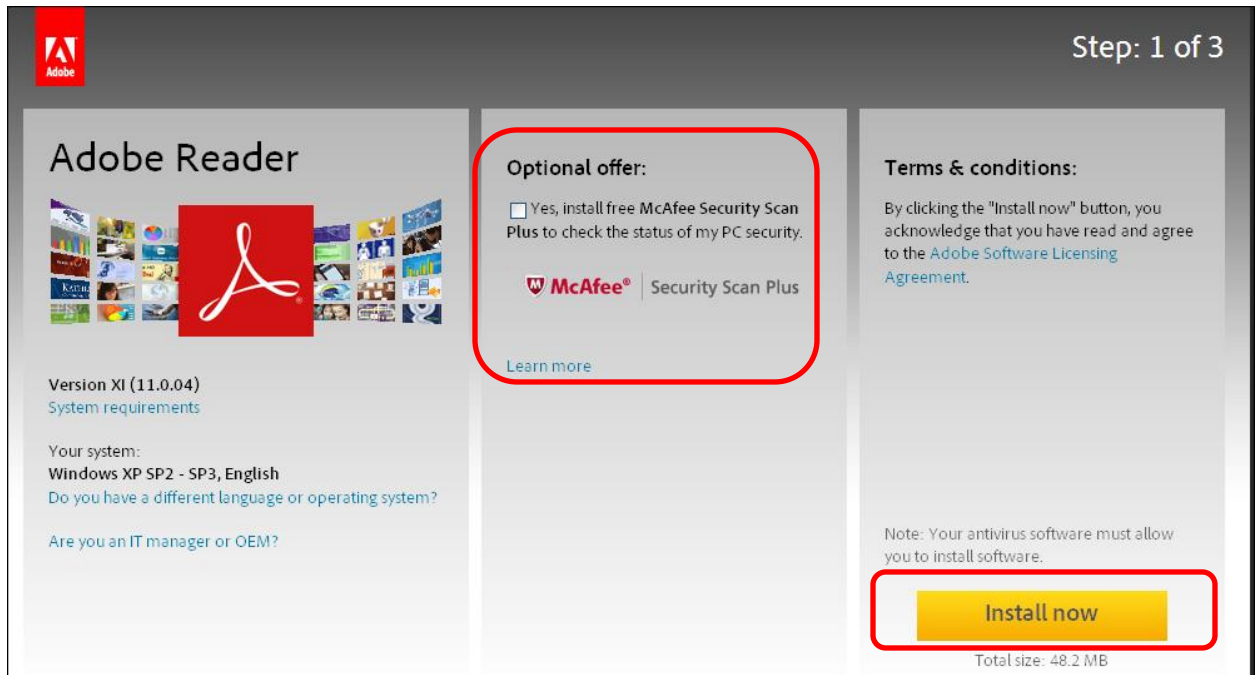 Adobe
Step: 1 of 3
Adobe Reader
Version XI (11.0.04)
System requirements
Your system:
Windows XP SP2 - SP3, English
Do you have a different language or operating system?
Are you an IT manager or OEM?
Optional offer:
Yes, install free McAfee Security Scan
Plus to check the status of my PC security.
McAfee® Security Scan Plus
Learn more
Terms & conditions:
By clicking the "Install now" button, you
acknowledge that you have read and agree
to the Adobe Software Licensing
Agreement.
Note: Your antivirus software must allow
you to install software.
Install now
Total size: 48.2 MB